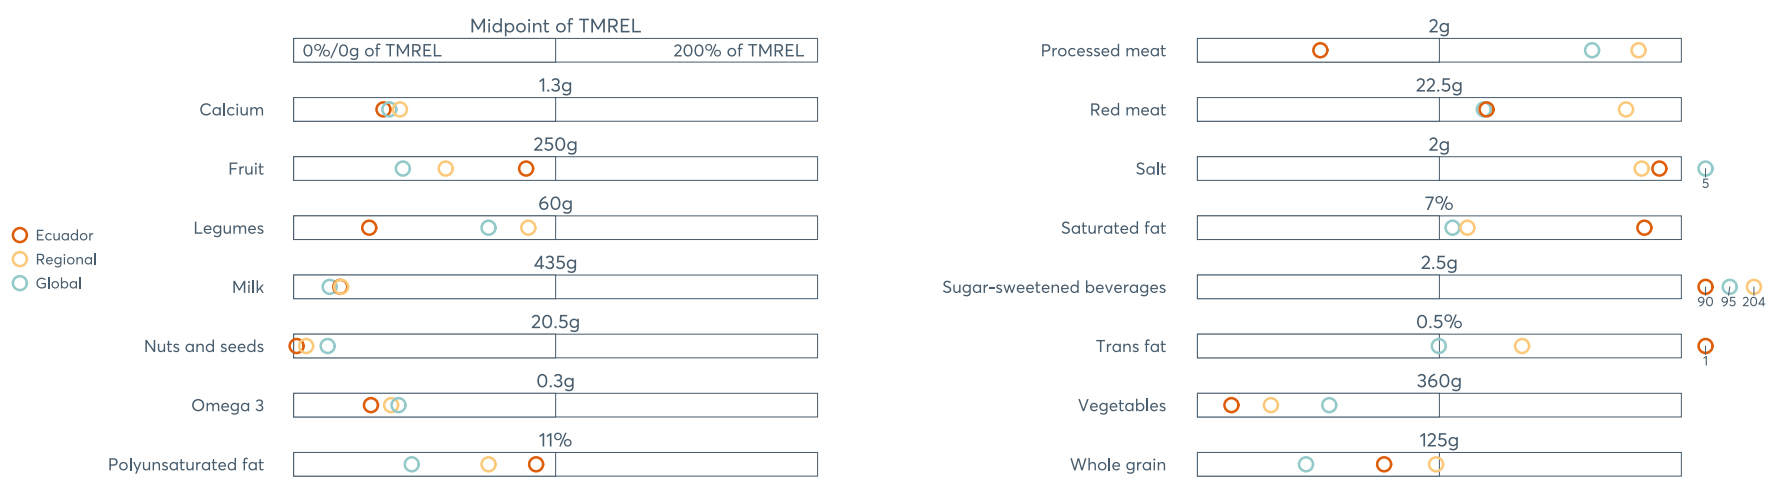 Midpoint of TMREL
0%/0g of TMREL 200% of TMREL
1.3g
Calcium
250g
Fruit
60g
Legumes
435g
Milk
20.5g
Nuts and seeds
0.3g
Omega 3
11%
Polyunsaturated fat
Ecuador
Regional
Global
2g
Processed meat
22.5g
Red meat
2g
Salt
5
7%
Saturated fat
2.5g
Sugar-sweetened beverages
90 95 204
0.5%
Trans fat
1
360g
Vegetables
125g
Whole grain